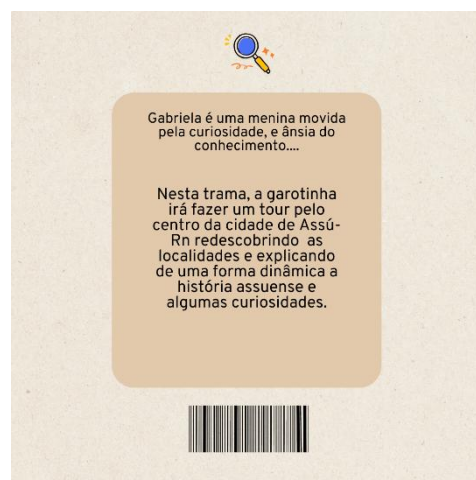 Gabriela é uma menina movida
pela curiosidade, e ânsia do
conhecimento....
Nesta trama, a garotinha
irá fazer um tour pelo
centro da cidade de Assú-
Rn redescobrindo  as
localidades e explicando
de uma forma dinâmica a
história assuense e
algumas curiosidades.